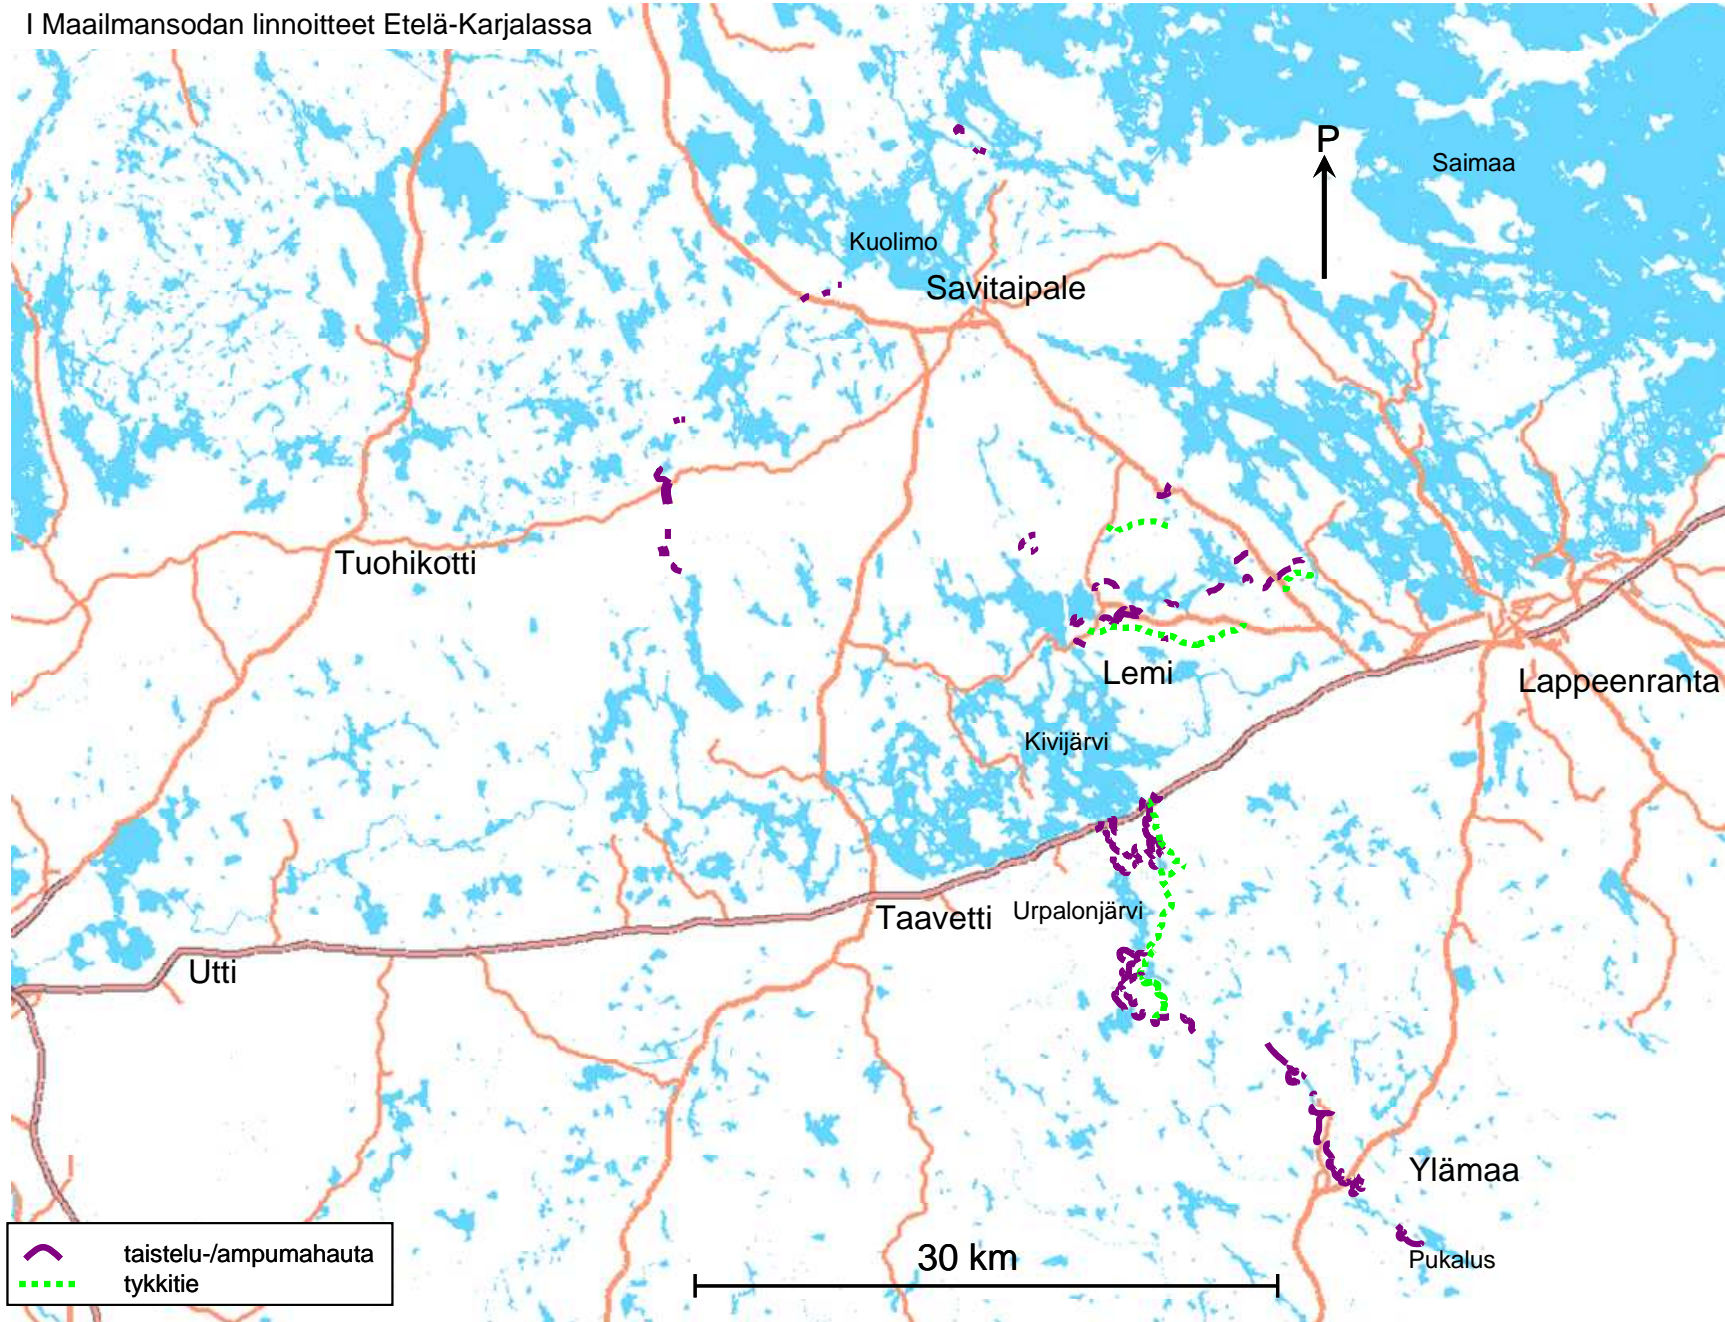 I Maailmansodan linnoitteet Etelä-Karjalassa
P
Saimaa
Kuolimo
Savitaipale
Tuohikotti
Lemi
Lappeenranta
Kivijärvi
Taavetti
Urpalonjärvi
Utti
Ylämaa
taistelu-/ampumahauta
tykkitie
30 km
Pukalus